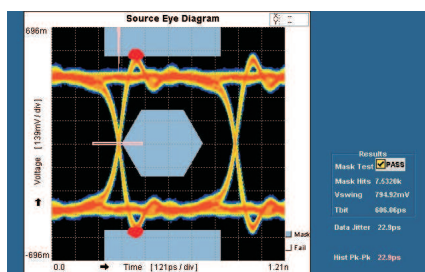 Source Eye Diagram
X: --
Y: --
696m
Voltage [139mV / div]
-696m
0.0
Time [121ps / div]
1.21n
Mask
Fail
Results
Mask Test PASS
Mask Hits 7.5320k
Vswing 794.92mV
Tbit 606.06ps
Data Jitter 22.9ps
Hist Pk-Pk 22.9ps